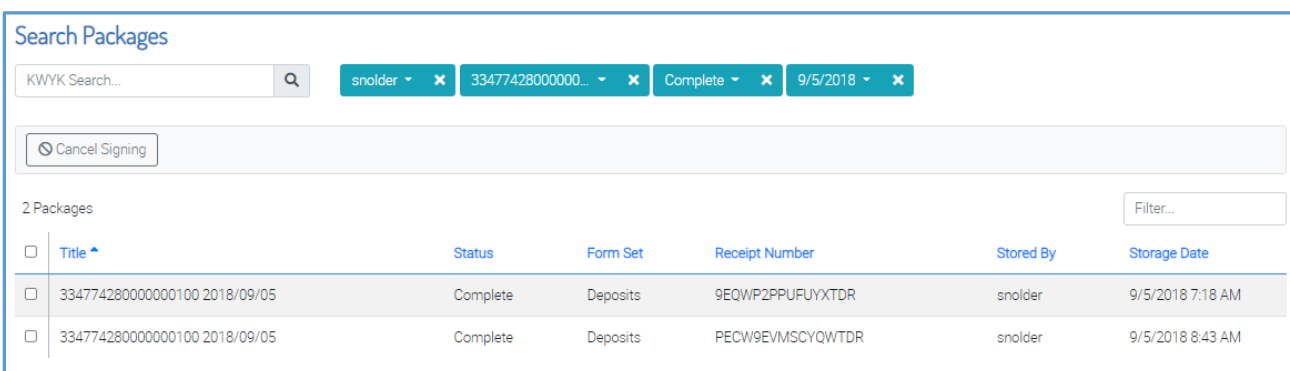 Search Packages
KWYK Search... snolder 33477428000000... Complete 9/5/2018
Cancel Signing
2 Packages Filter...
Title Status Form Set Receipt Number Stored By Storage Date
334774280000000100 2018/09/05 Complete Deposits 9EQWP2PPUFUYXTDR snolder 9/5/2018 7:18 AM
334774280000000100 2018/09/05 Complete Deposits PECW9EVMSCYQWTDR snolder 9/5/2018 8:43 AM